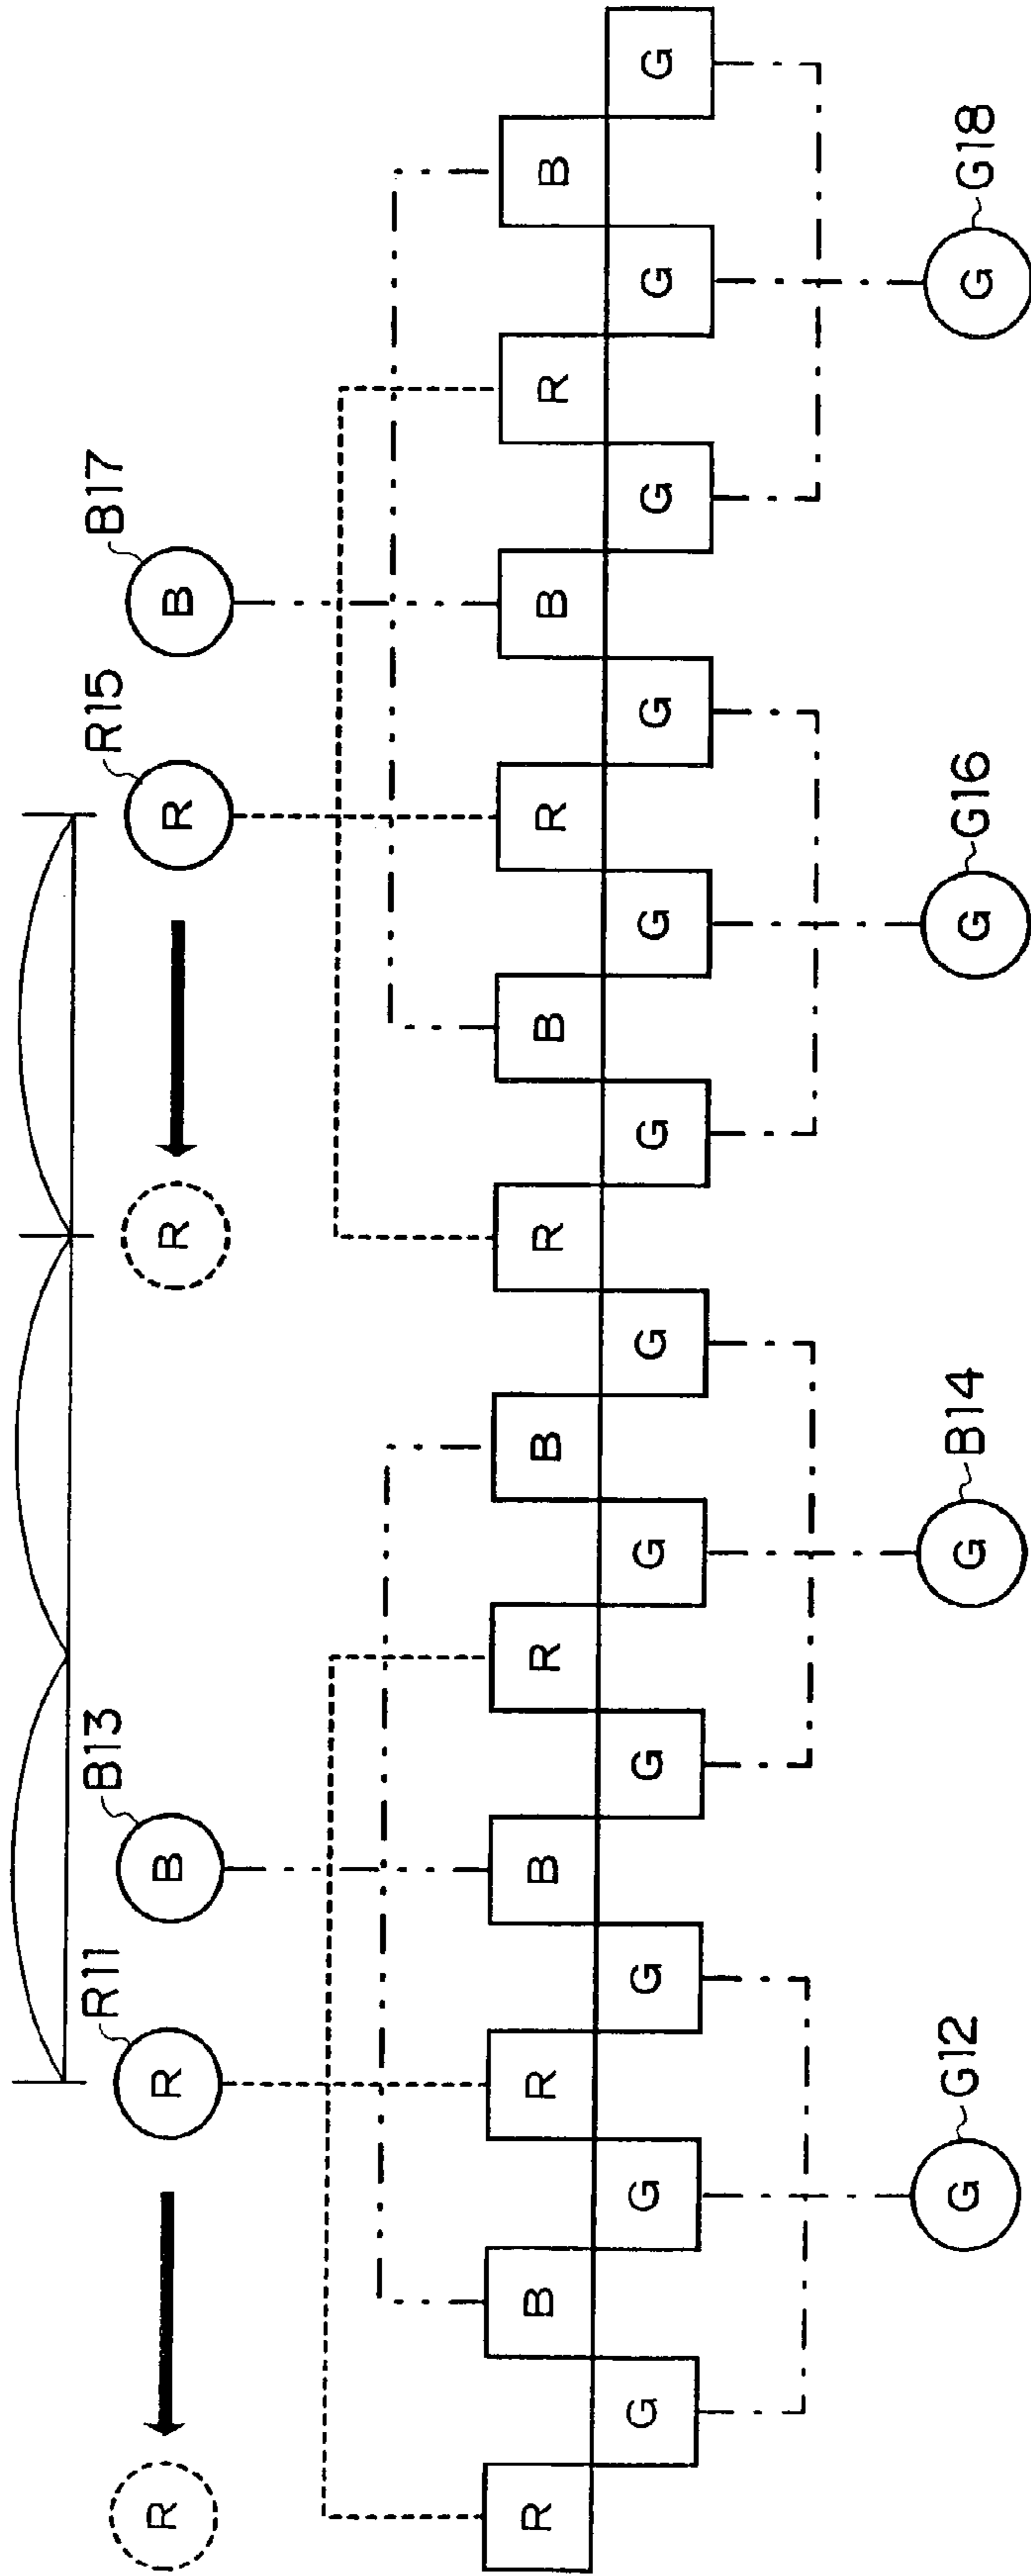 R11 B13 R15 B17
R R B R R B
R B R B R B R B R B R B
G G G G G G G G G G G G
G G G G
G12 B14 G16 G18